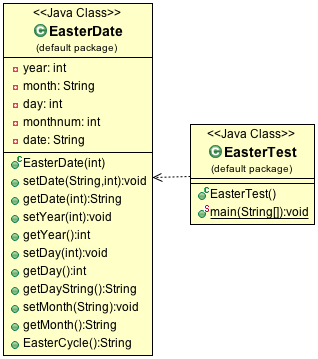 <<Java Class>>
EasterDate
(default package)
year: int
month: String
day: int
monthnum: int
date: String
EasterDate(int)
setDate(String,int):void
getDate(int):String
setYear(int):void
getYear():int
setDay(int):void
getDay():int
getDayString():String
setMonth(String):void
getMonth():String
EasterCycle():String
<<Java Class>>
EasterTest
(default package)
EasterTest()
main(String[]):void